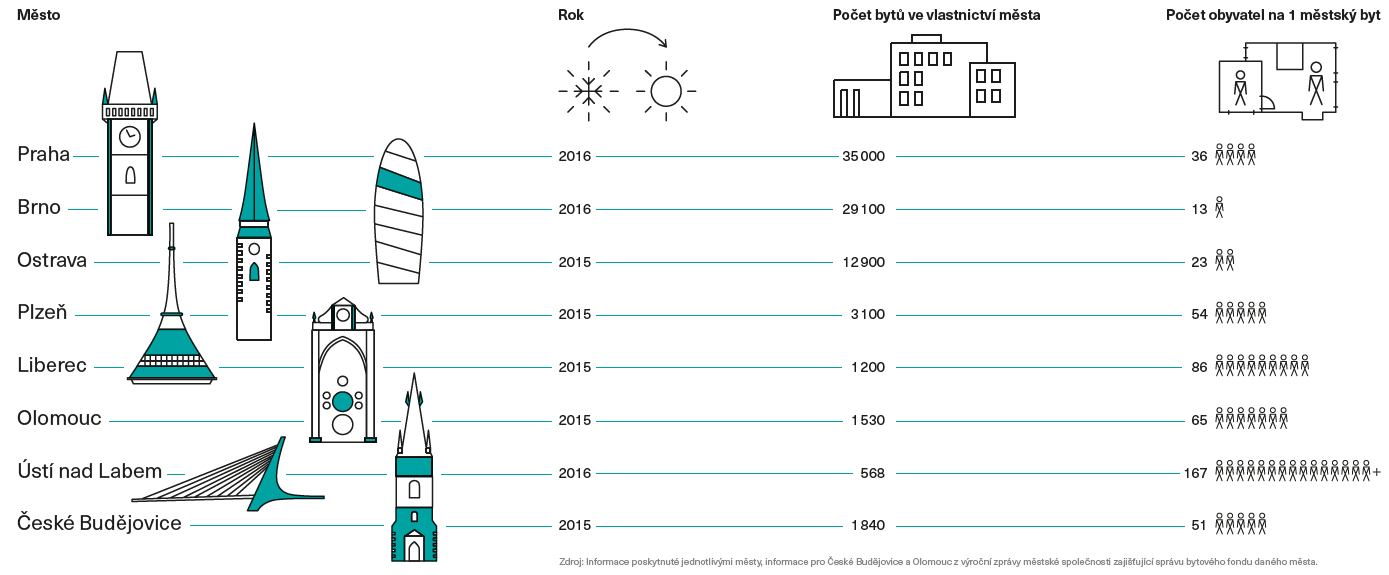 Město Rok Počet bytů ve vlastnictví města Počet obyvatel na 1 městský byt
Praha 2016 35 000 36
Brno 2016 29 100 13
Ostrava 2015 12 900 23
Plzeň 2015 3 100 54
Liberec 2015 1 200 86
Olomouc 2015 1 530 65
Ústí nad Labem 2016 568 167 +
České Budějovice 2015 1 840 51
Zdroj: Informace poskytnuté jednotlivými městy, informace pro České Budějovice a Olomouc z výroční zprávy městské společnosti zajišťující správu bytového fondu daného města.